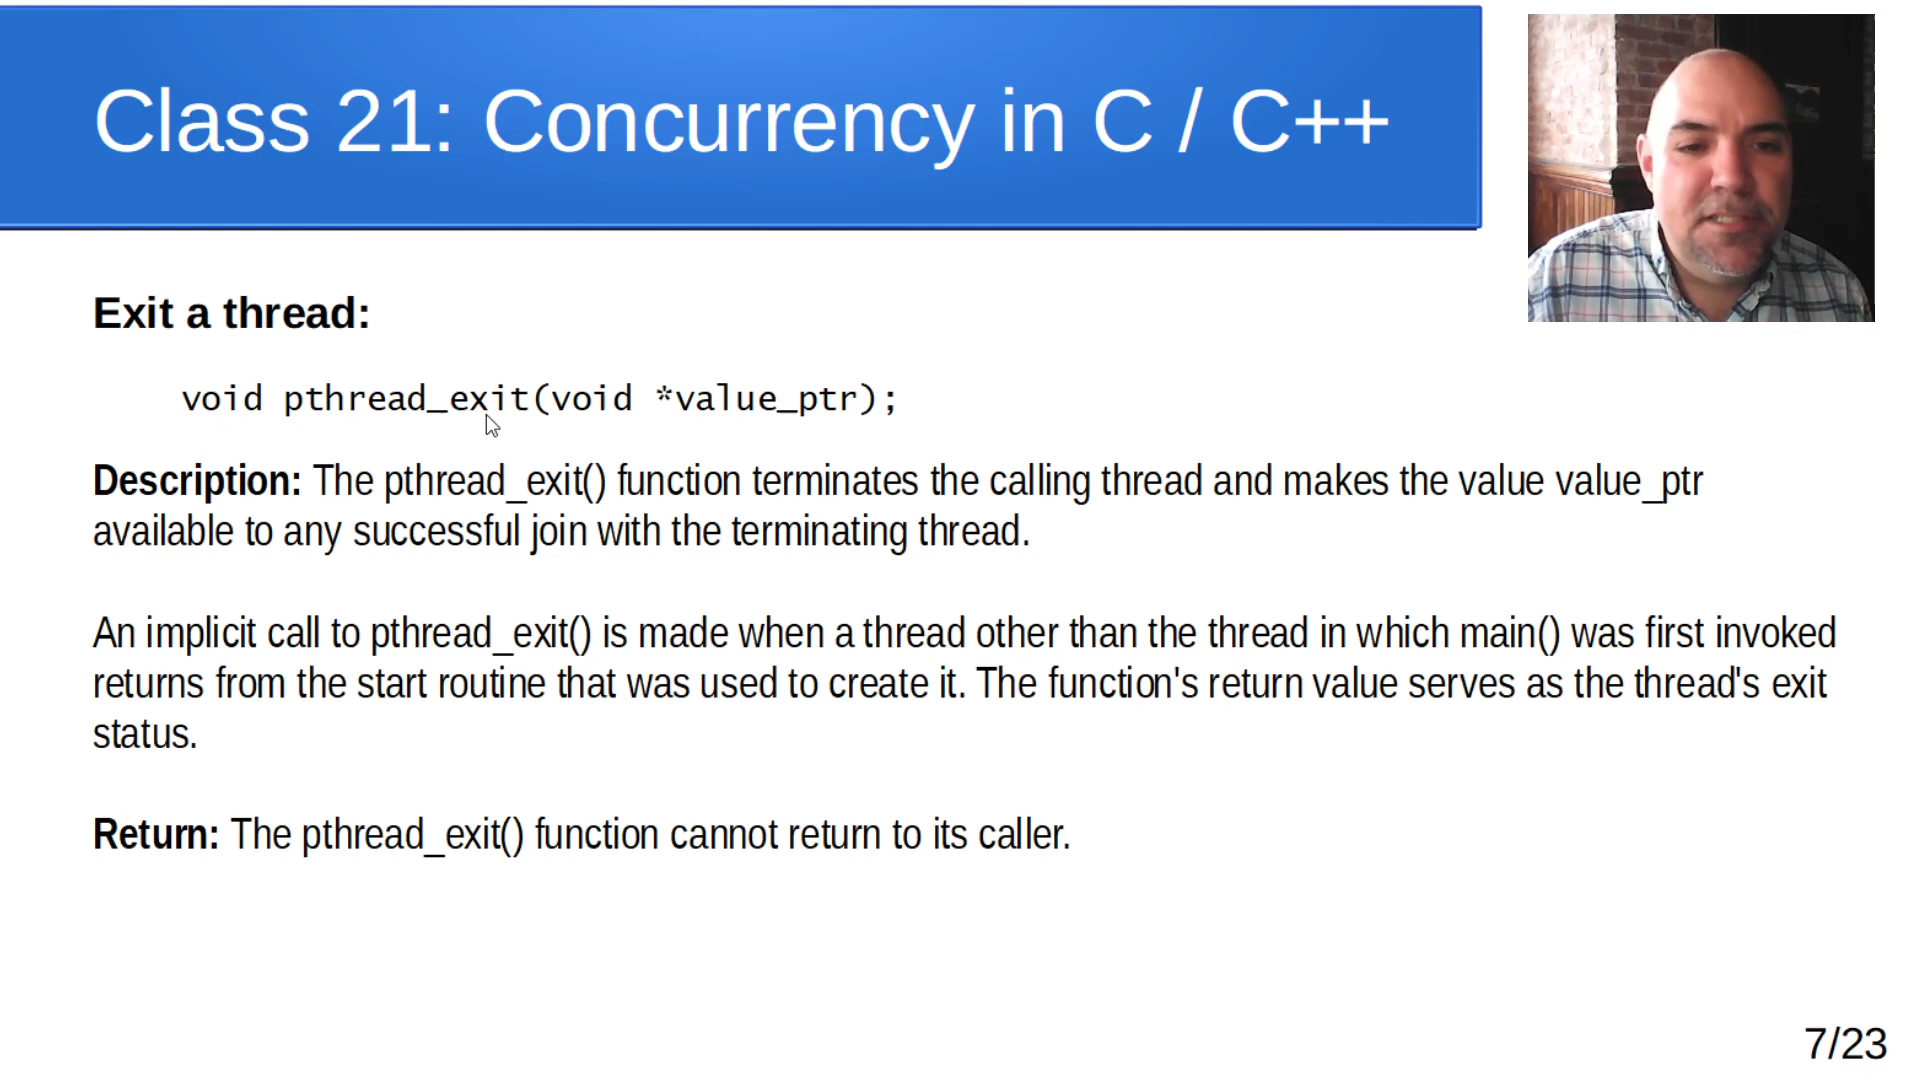 Class 21: Concurrency in C / C++
Exit a thread:
void pthread_exit(void *value_ptr);
Description: The pthread_exit() function terminates the calling thread and makes the value value_ptr
available to any successful join with the terminating thread.
An implicit call to pthread_exit() is made when a thread other than the thread in which main() was first invoked
returns from the start routine that was used to create it. The function's return value serves as the thread's exit
status.
Return: The pthread_exit() function cannot return to its caller.
7/23